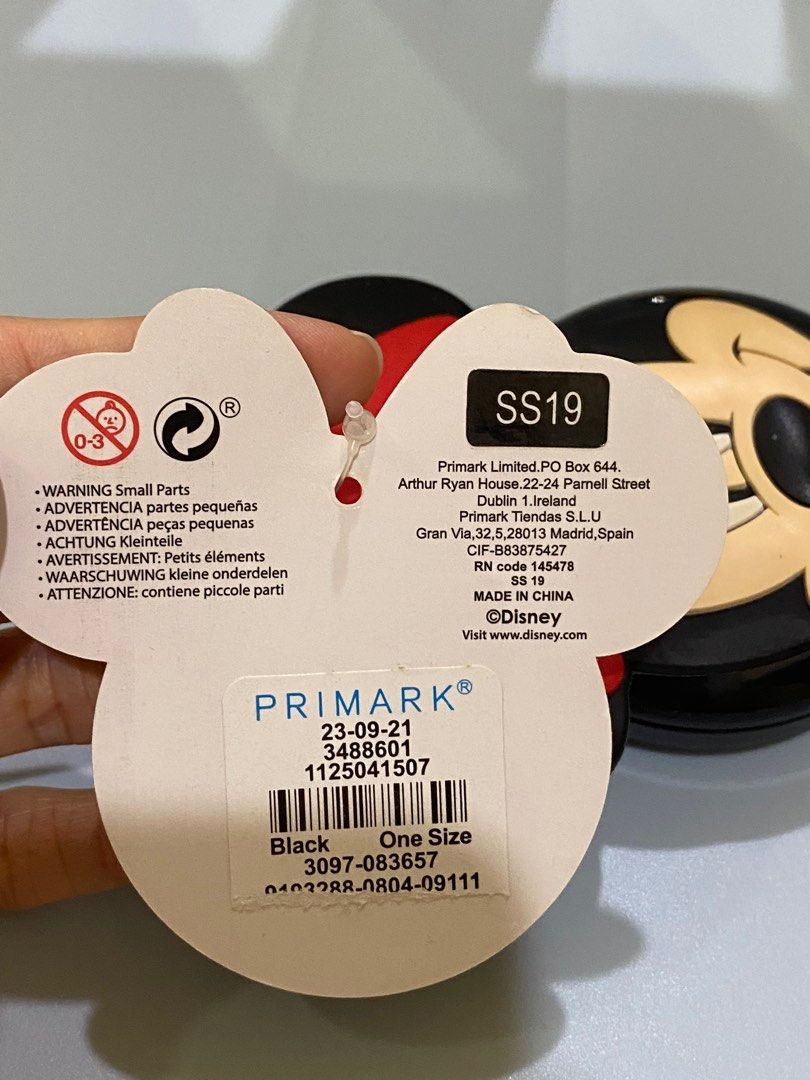 0-3
®
• WARNING Small Parts
• ADVERTENCIA partes pequeñas
• ADVERTÊNCIA peças pequenas
• ACHTUNG Kleinteile
• AVERTISSEMENT: Petits éléments
• WAARSCHUWING kleine onderdelen
• ATTENZIONE: contiene piccole parti
SS19
Primark Limited.PO Box 644.
Arthur Ryan House.22-24 Parnell Street
Dublin 1.Ireland
Primark Tiendas S.L.U
Gran Via,32,5,28013 Madrid,Spain
CIF-B83875427
RN code 145478
SS 19
MADE IN CHINA
©Disney
Visit www.disney.com
PRIMARK®
23-09-21
3488601
1125041507
Black One Size
3097-083657